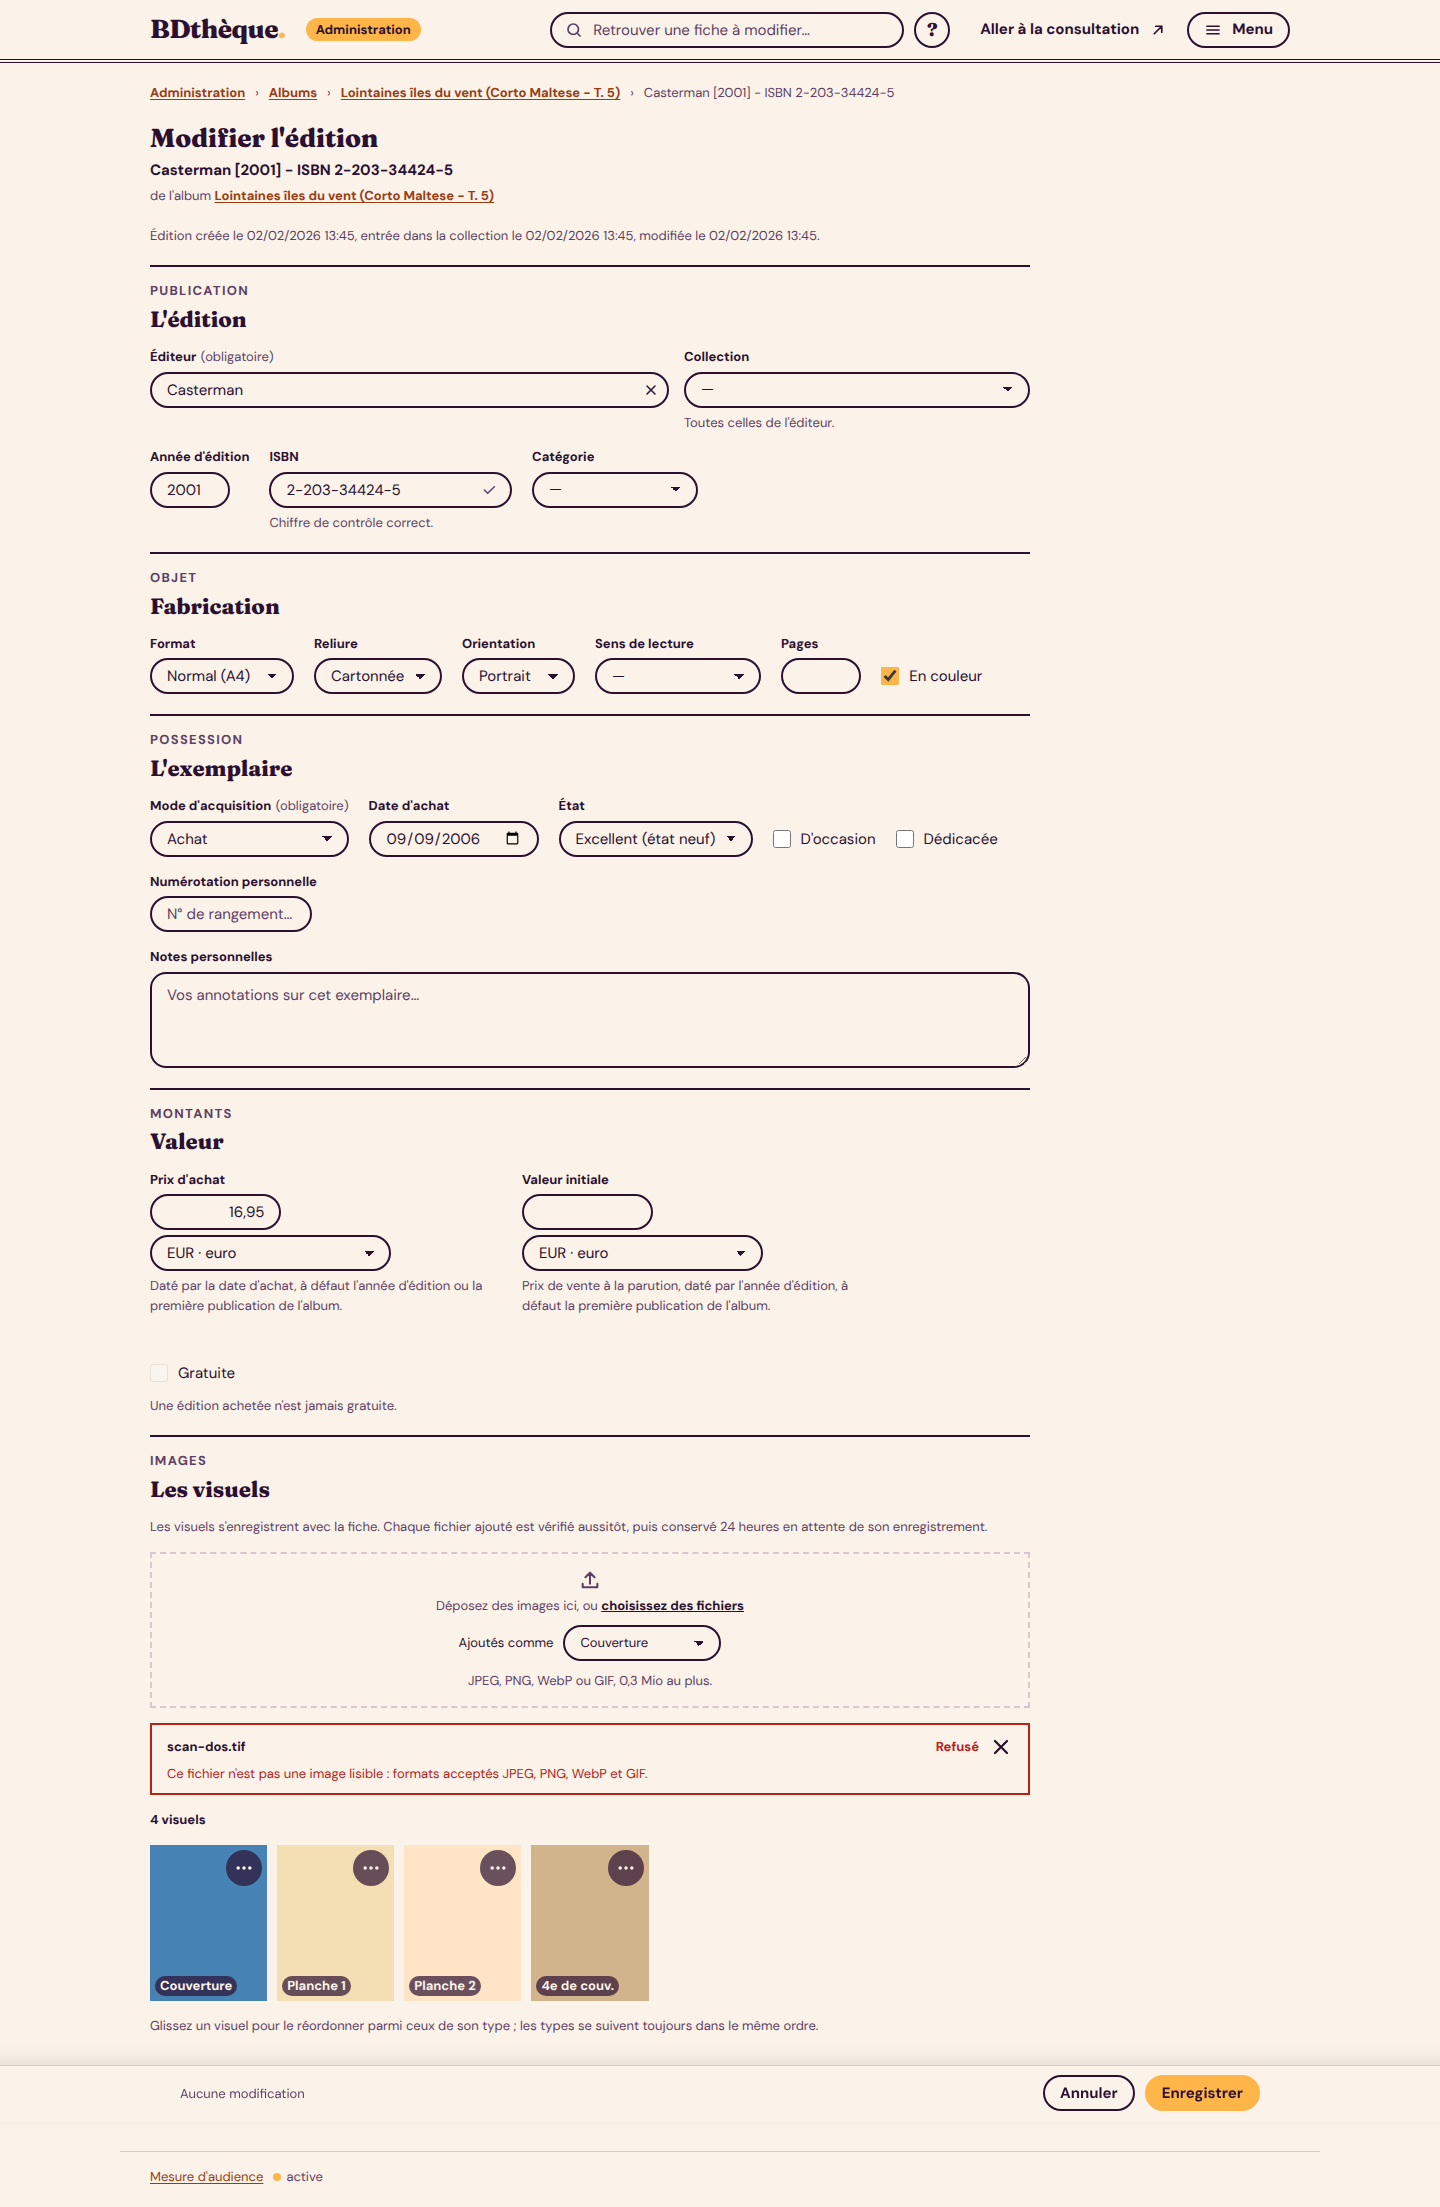 BDthèque. Administration Retrouver une fiche à modifier... ? Aller à la consultation Menu
Administration › Albums › Lointaines îles du vent (Corto Maltese - T. 5) › Casterman [2001] - ISBN 2-203-34424-5
Modifier l'édition
Casterman [2001] - ISBN 2-203-34424-5
de l'album Lointaines îles du vent (Corto Maltese - T. 5)
Édition créée le 02/02/2026 13:45, entrée dans la collection le 02/02/2026 13:45, modifiée le 02/02/2026 13:45.
PUBLICATION
L'édition
Éditeur (obligatoire) Collection
Casterman —
Toutes celles de l'éditeur.
Année d'édition ISBN Catégorie
2001 2-203-34424-5 —
Chiffre de contrôle correct.
OBJET
Fabrication
Format Reliure Orientation Sens de lecture Pages
Normal (A4) Cartonnée Portrait — En couleur
POSSESSION
L'exemplaire
Mode d'acquisition (obligatoire) Date d'achat État
Achat 09/09/2006 Excellent (état neuf) D'occasion Dédicacée
Numérotation personnelle
N° de rangement...
Notes personnelles
Vos annotations sur cet exemplaire...
MONTANTS
Valeur
Prix d'achat Valeur initiale
16,95
EUR · euro EUR · euro
Daté par la date d'achat, à défaut l'année d'édition ou la Prix de vente à la parution, daté par l'année d'édition, à
première publication de l'album. défaut la première publication de l'album.
Gratuite
Une édition achetée n'est jamais gratuite.
IMAGES
Les visuels
Les visuels s'enregistrent avec la fiche. Chaque fichier ajouté est vérifié aussitôt, puis conservé 24 heures en attente de son enregistrement.
Déposez des images ici, ou choisissez des fichiers
Ajoutés comme Couverture
JPEG, PNG, WebP ou GIF, 0,3 Mio au plus.
scan-dos.tif Refusé
Ce fichier n'est pas une image lisible : formats acceptés JPEG, PNG, WebP et GIF.
4 visuels
Couverture Planche 1 Planche 2 4e de couv.
Glissez un visuel pour le réordonner parmi ceux de son type ; les types se suivent toujours dans le même ordre.
Aucune modification Annuler Enregistrer
Mesure d'audience active